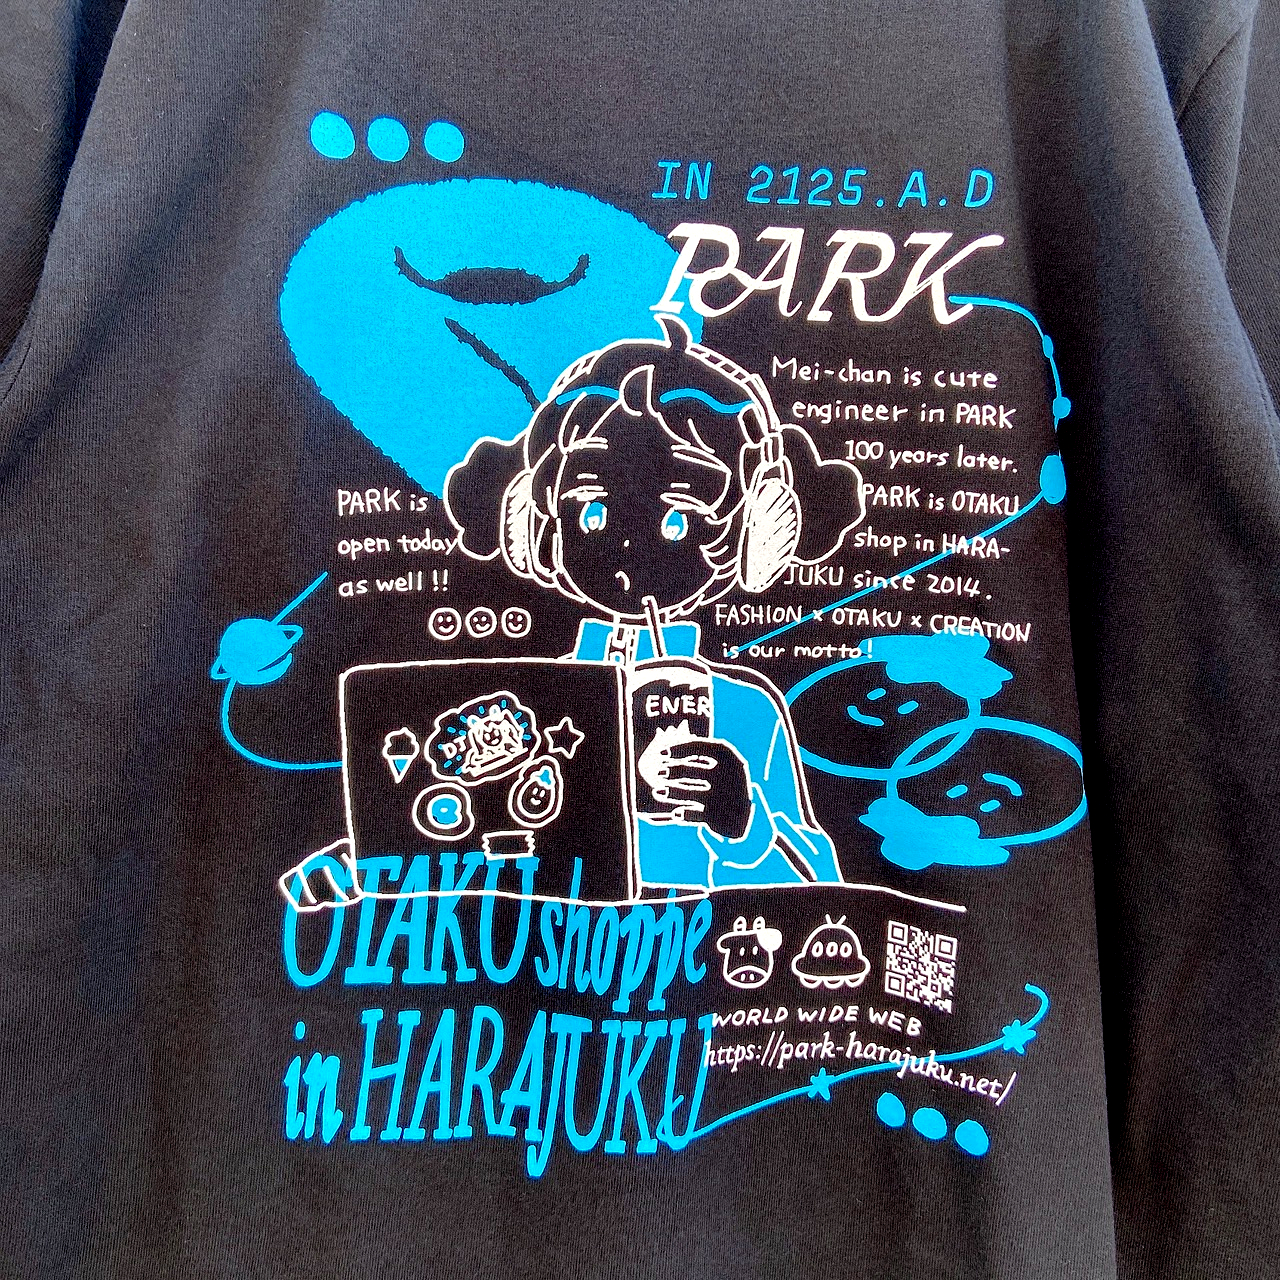 IN 2125.A.D
PARK
Mei-chan is cute
engineer in PARK
100 years later.
PARK is OTAKU
shop in HARA-
JUKU since 2014.
FASHION × OTAKU × CREATION
is our motto!
PARK is
open today
as well !!
ENER
DJ
OTAKU shoppe
in HARAJUKU
WORLD WIDE WEB
https://park-harajuku.net/